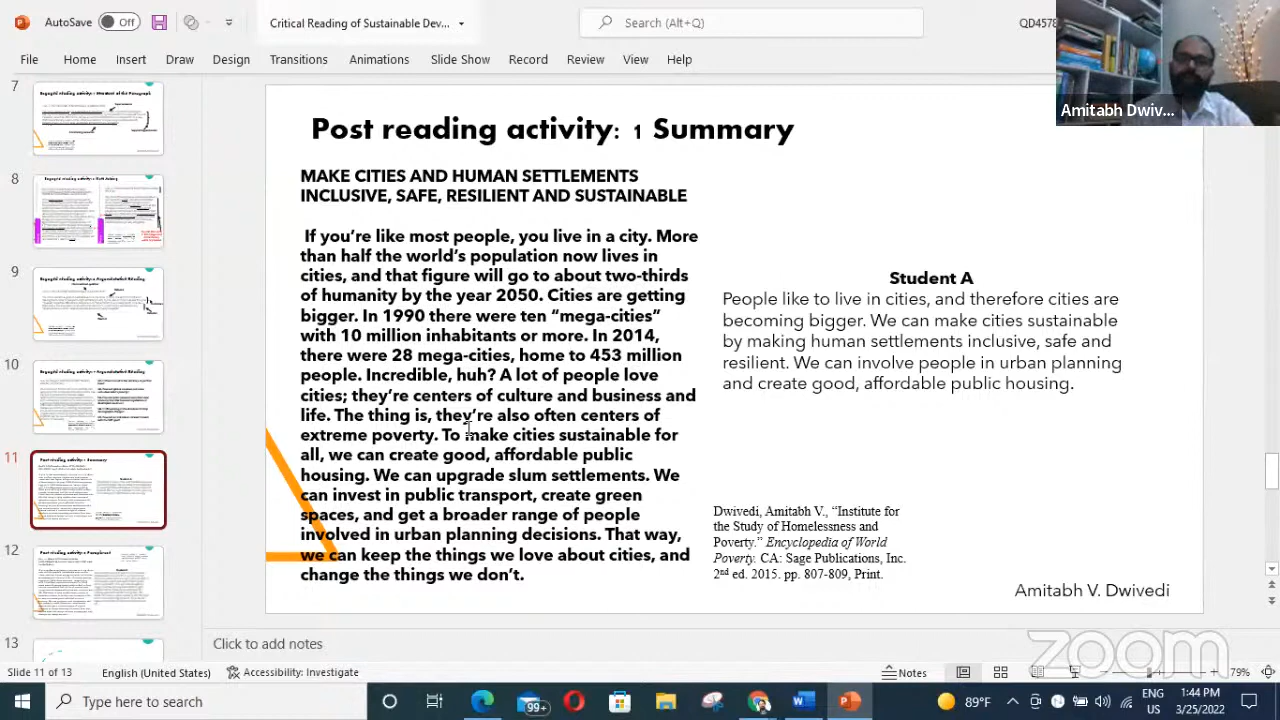 AutoSave Off Critical Reading of Sustainable Dev... Search (Alt+Q) QD4578
File Home Insert Draw Design Transitions Animations Slide Show Record Review View Help
Amitabh Dwiv...
7
8
9
10
11
12
13
Post reading activity: 1 Summary
MAKE CITIES AND HUMAN SETTLEMENTS
INCLUSIVE, SAFE, RESILIENT AND SUSTAINABLE
If you're like most people, you live in a city. More
than half the world's population now lives in
cities, and that figure will go to about two-thirds
of humanity by the year 2050. Cities are getting
bigger. In 1990 there were ten "mega-cities"
with 10 million inhabitants or more. In 2014,
there were 28 mega-cities, home to 453 million
people. Incredible, huh? A lot of people love
cities, they're centers of culture and business and
life. The thing is, they're also often centers of
extreme poverty. To make cities sustainable for
all, we can create good, affordable public
housing. We can upgrade slum settlements. We
can invest in public transport, create green
spaces, and get a broader range of people
involved in urban planning decisions. That way,
we can keep the things we love about cities, and
change the things we don't.
Student A
People like to live in cities, and therefore cities are
becoming bigger. We can make cities sustainable
by making human settlements inclusive, safe and
resilient. We can involve people in urban planning
and create good, affordable public housing.
Dwivedi, Amitabh V., "Institute for
the Study of Homelessness and
Poverty." Encyclopedia of World
Poverty. CA. Sage Publications, Inc.
2nd ed. 2015: pp, 807-809, Print.
Amitabh V. Dwivedi
Click to add notes
zoom
Slide 11 of 13 English (United States) Accessibility: Investigate Notes 79%
Type here to search 99+ 89°F ENG 1:44 PM
US 3/25/2022